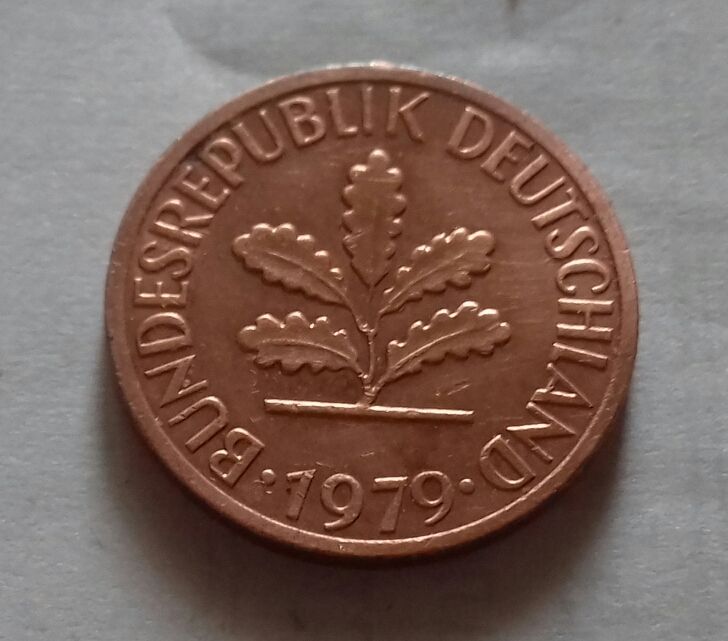 BUNDESREPUBLIK DEUTSCHLAND
· 1979 ·